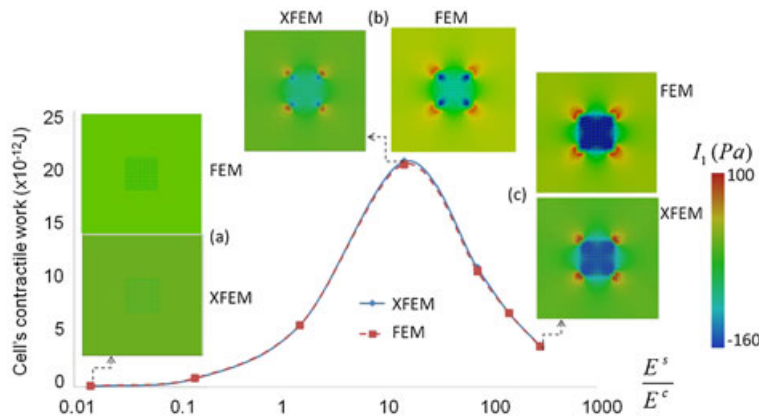 XFEM (b) FEM
25
20
15
10
5
0
Cell's contractile work (x10⁻¹²J)
FEM
(a)
XFEM
XFEM
FEM
(c)
FEM
XFEM
I₁ (Pa)
100
-160
0.01 0.1 1 10 100 1000
E^s
E^c